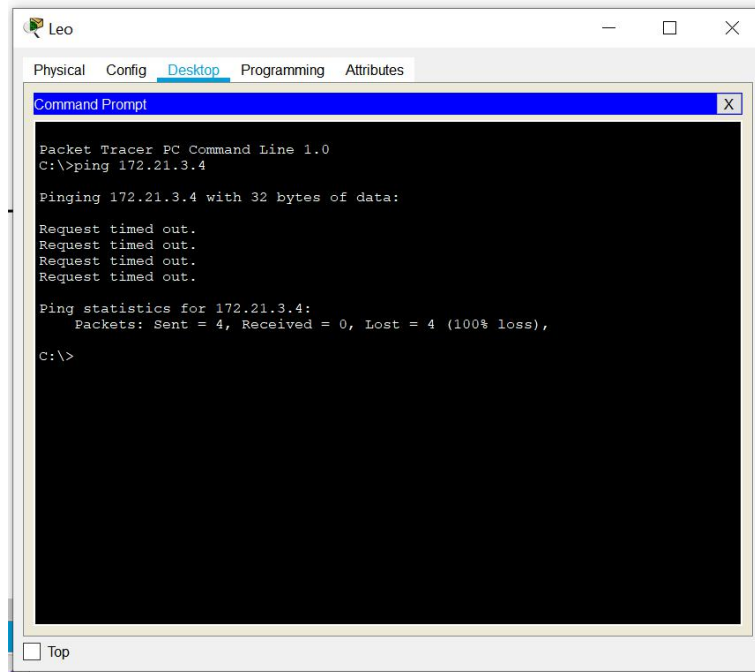 Leo
Physical Config Desktop Programming Attributes
Command Prompt
X
Packet Tracer PC Command Line 1.0
C:\>ping 172.21.3.4
Pinging 172.21.3.4 with 32 bytes of data:
Request timed out.
Request timed out.
Request timed out.
Request timed out.
Ping statistics for 172.21.3.4:
Packets: Sent = 4, Received = 0, Lost = 4 (100% loss),
C:\>
Top